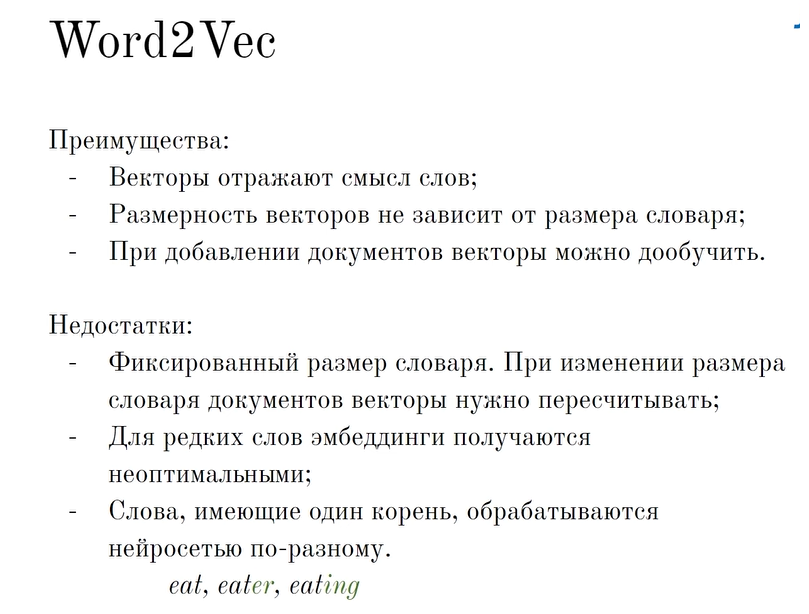 Word2Vec
Преимущества:
- Векторы отражают смысл слов;
- Размерность векторов не зависит от размера словаря;
- При добавлении документов векторы можно дообучить.
Недостатки:
- Фиксированный размер словаря. При изменении размера
словаря документов векторы нужно пересчитывать;
- Для редких слов эмбеддинги получаются
неоптимальными;
- Слова, имеющие один корень, обрабатываются
нейросетью по-разному.
eat, eater, eating